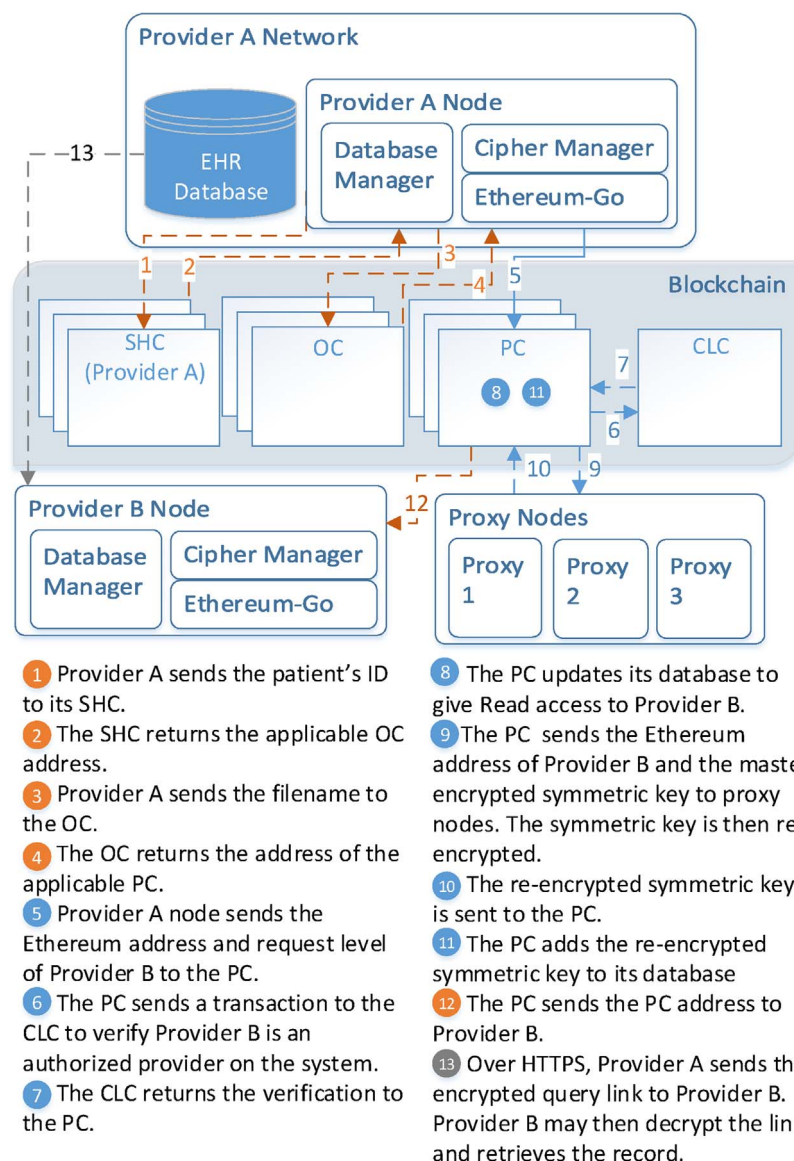 Provider A Network
Provider A Node
EHR
Database
Database
Manager
Cipher Manager
Ethereum-Go
13
1
2
3
4
5
Blockchain
SHC
(Provider A)
OC
PC
CLC
8
11
7
6
12
10
9
Provider B Node
Database
Manager
Cipher Manager
Ethereum-Go
Proxy Nodes
Proxy
1
Proxy
2
Proxy
3
1 Provider A sends the patient's ID
to its SHC.
2 The SHC returns the applicable OC
address.
3 Provider A sends the filename to
the OC.
4 The OC returns the address of the
applicable PC.
5 Provider A node sends the
Ethereum address and request level
of Provider B to the PC.
6 The PC sends a transaction to the
CLC to verify Provider B is an
authorized provider on the system.
7 The CLC returns the verification to
the PC.
8 The PC updates its database to
give Read access to Provider B.
9 The PC sends the Ethereum
address of Provider B and the maste
encrypted symmetric key to proxy
nodes. The symmetric key is then re
encrypted.
10 The re-encrypted symmetric key
is sent to the PC.
11 The PC adds the re-encrypted
symmetric key to its database
12 The PC sends the PC address to
Provider B.
13 Over HTTPS, Provider A sends th
encrypted query link to Provider B.
Provider B may then decrypt the lin
and retrieves the record.